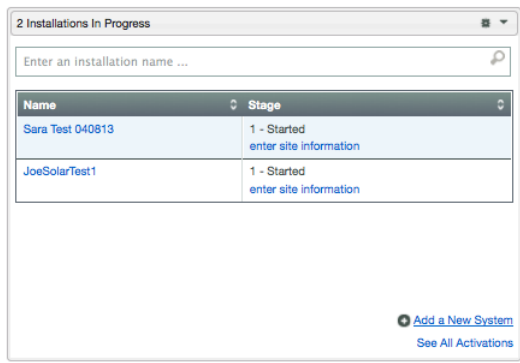 2 Installations In Progress
Enter an installation name ...
Name Stage
Sara Test 040813 1 - Started
enter site information
JoeSolarTest1 1 - Started
enter site information
Add a New System
See All Activations